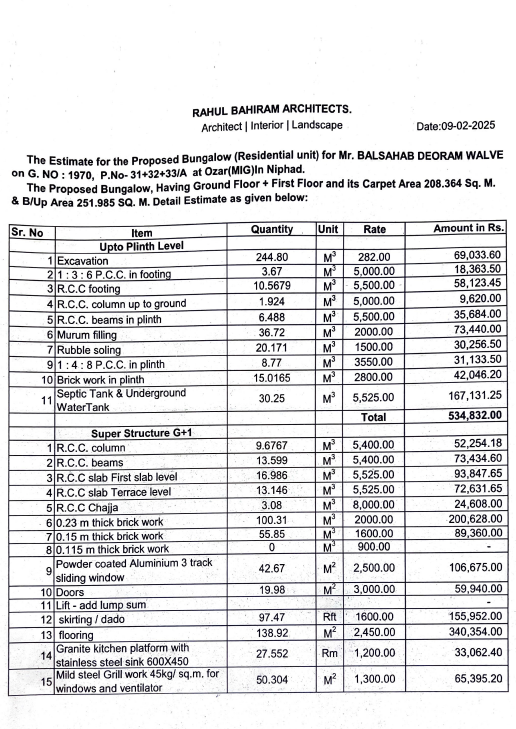 RAHUL BAHIRAM ARCHITECTS.
Architect | Interior | Landscape Date:09-02-2025
The Estimate for the Proposed Bungalow (Residential unit) for Mr. BALSAHAB DEORAM WALVE
on G. NO : 1970, P.No- 31+32+33/A at Ozar(MIG)In Niphad.
The Proposed Bungalow, Having Ground Floor + First Floor and its Carpet Area 208.364 Sq. M.
& B/Up Area 251.985 SQ. M. Detail Estimate as given below:
Sr. No Item Quantity Unit Rate Amount in Rs.
Upto Plinth Level
1 Excavation 244.80 M³ 282.00 69,033.60
2 1 : 3 : 6 P.C.C. in footing 3.67 M³ 5,000.00 18,363.50
3 R.C.C footing 10.5679 M³ 5,500.00 58,123.45
4 R.C.C. column up to ground 1.924 M³ 5,000.00 9,620.00
5 R.C.C. beams in plinth 6.488 M³ 5,500.00 35,684.00
6 Murum filling 36.72 M³ 2000.00 73,440.00
7 Rubble soling 20.171 M³ 1500.00 30,256.50
9 1 : 4 : 8 P.C.C. in plinth 8.77 M³ 3550.00 31,133.50
10 Brick work in plinth 15.0165 M³ 2800.00 42,046.20
11 Septic Tank & Underground
WaterTank 30.25 M³ 5,525.00 167,131.25
Total 534,832.00
Super Structure G+1
1 R.C.C. column 9.6767 M³ 5,400.00 52,254.18
2 R.C.C. beams 13.599 M³ 5,400.00 73,434.60
3 R.C.C slab First slab level 16.986 M³ 5,525.00 93,847.65
4 R.C.C slab Terrace level 13.146 M³ 5,525.00 72,631.65
5 R.C.C Chajja 3.08 M³ 8,000.00 24,608.00
6 0.23 m thick brick work 100.31 M³ 2000.00 200,628.00
7 0.15 m thick brick work 55.85 M³ 1600.00 89,360.00
8 0.115 m thick brick work 0 M³ 900.00 -
9 Powder coated Aluminium 3 track
sliding window 42.67 M² 2,500.00 106,675.00
10 Doors 19.98 M² 3,000.00 59,940.00
11 Lift - add lump sum -
12 skirting / dado 97.47 Rft 1600.00 155,952.00
13 flooring 138.92 M² 2,450.00 340,354.00
14 Granite kitchen platform with
stainless steel sink 600X450 27.552 Rm 1,200.00 33,062.40
15 Mild steel Grill work 45kg/ sq.m. for
windows and ventilator 50.304 M² 1,300.00 65,395.20